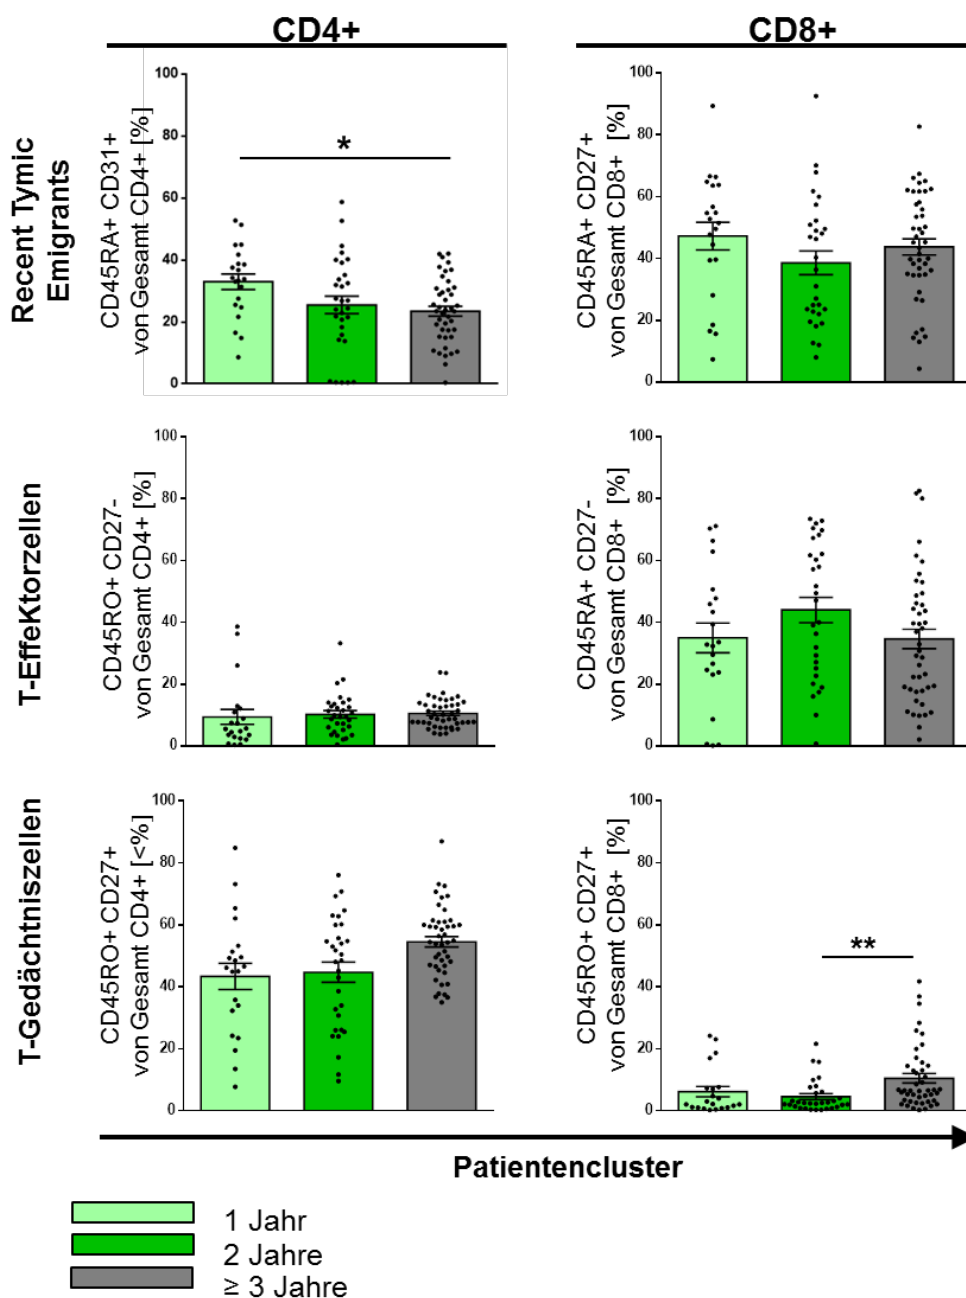 CD4+
CD8+
Recent Tymic
Emigrants
CD45RA+ CD31+
von Gesamt CD4+ [%]
100
80
60
40
20
0
*
CD45RA+ CD27+
von Gesamt CD8+ [%]
100
80
60
40
20
0
T-EffeKtorzellen
CD45RO+ CD27-
von Gesamt CD4+ [%]
100
80
60
40
20
0
CD45RA+ CD27-
von Gesamt CD8+ [%]
100
80
60
40
20
0
T-Gedächtniszellen
CD45RO+ CD27+
von Gesamt CD4+ [<%]
100
80
60
40
20
0
CD45RO+ CD27+
von Gesamt CD8+ [%]
100
80
60
40
20
0
**
Patientencluster
1 Jahr
2 Jahre
≥ 3 Jahre